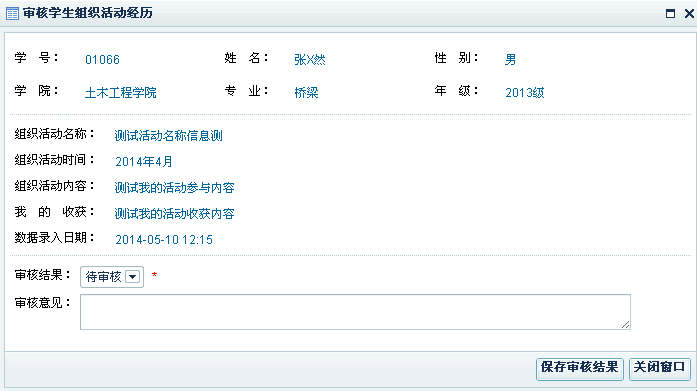 审核学生组织活动经历
学 号： 01066 姓 名： 张X然 性 别： 男
学 院： 土木工程学院 专 业： 桥梁 年 级： 2013级
组织活动名称： 测试活动名称信息测
组织活动时间： 2014年4月
组织活动内容： 测试我的活动参与内容
我 的 收获： 测试我的活动收获内容
数据录入日期： 2014-05-10 12:15
审核结果： 待审核 *
审核意见：
保存审核结果 关闭窗口